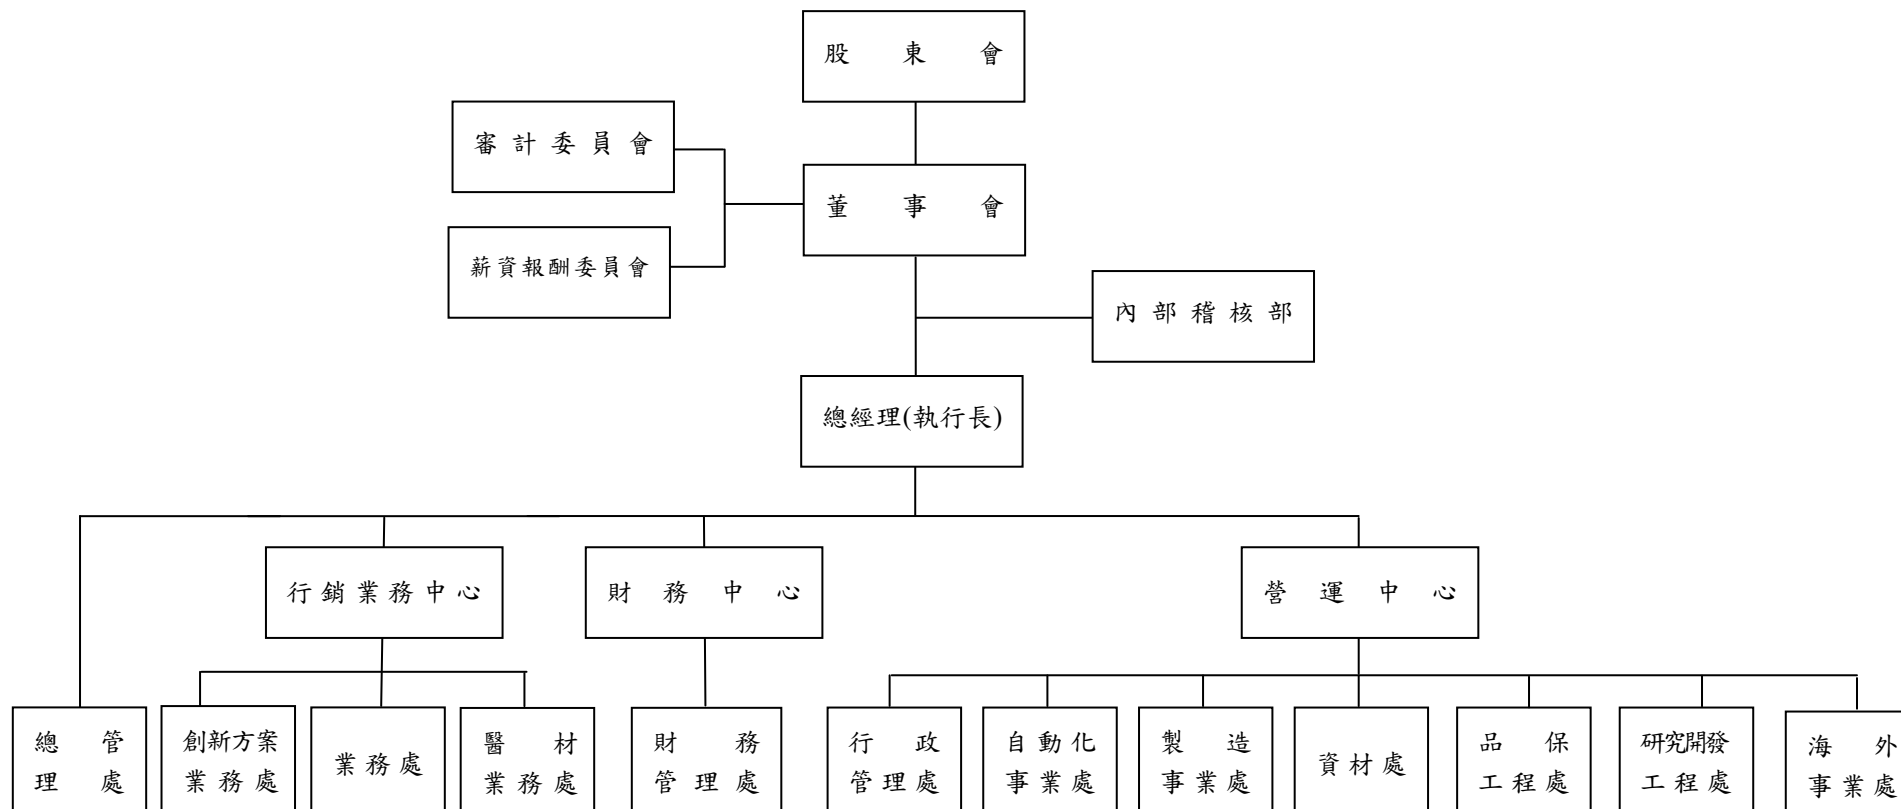 股東會
審計委員會
董事會
薪資報酬委員會
內部稽核部
總經理(執行長)
行銷業務中心
財務中心
營運中心
總管
理處
創新方案
業務處
業務處
醫材
業務處
財務
管理處
行政
管理處
自動化
事業處
製造
事業處
資材處
品保
工程處
研究開發
工程處
海外
事業處